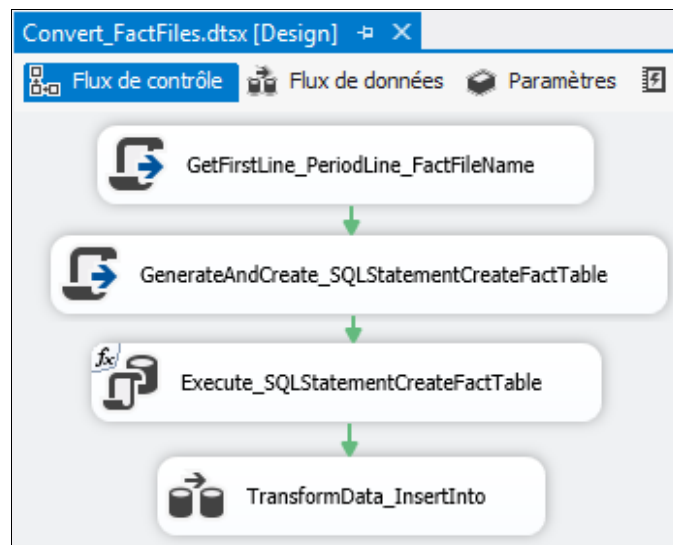 Convert_FactFiles.dtsx [Design]
Flux de contrôle Flux de données Paramètres
GetFirstLine_PeriodLine_FactFileName
GenerateAndCreate_SQLStatementCreateFactTable
fx
Execute_SQLStatementCreateFactTable
TransformData_InsertInto